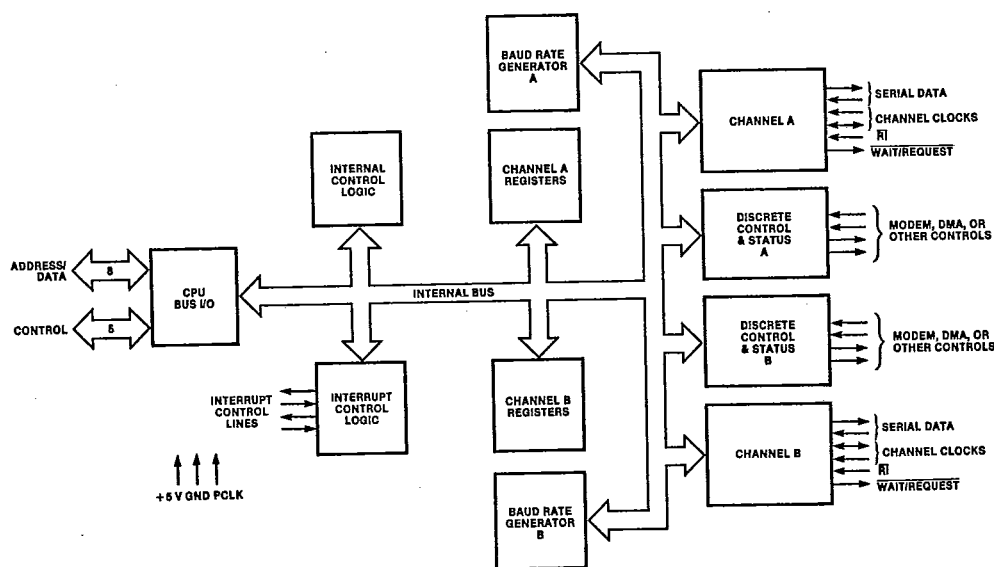 BAUD RATE
GENERATOR
A
CHANNEL A
SERIAL DATA
CHANNEL CLOCKS
RI
WAIT/REQUEST
INTERNAL
CONTROL
LOGIC
CHANNEL A
REGISTERS
DISCRETE
CONTROL
& STATUS
A
MODEM, DMA, OR
OTHER CONTROLS
ADDRESS/
DATA
8
CPU
BUS I/O
INTERNAL BUS
CONTROL
5
DISCRETE
CONTROL
& STATUS
B
MODEM, DMA, OR
OTHER CONTROLS
INTERRUPT
CONTROL
LINES
INTERRUPT
CONTROL
LOGIC
CHANNEL B
REGISTERS
CHANNEL B
SERIAL DATA
CHANNEL CLOCKS
RI
WAIT/REQUEST
+5 V GND PCLK
BAUD RATE
GENERATOR
B